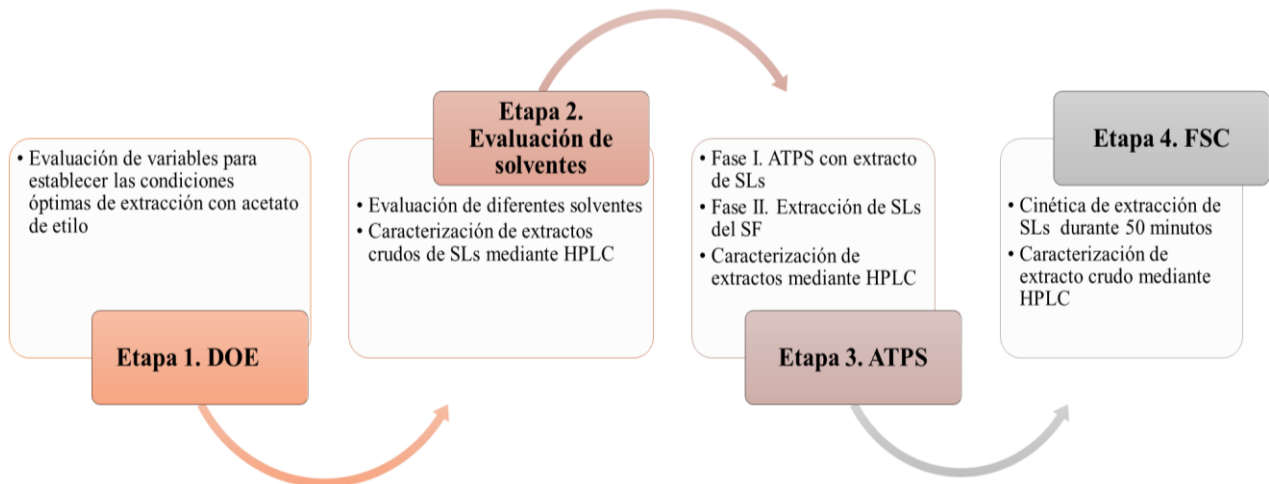 • Evaluación de variables para
establecer las condiciones
óptimas de extracción con acetato
de etilo
Etapa 1. DOE
Etapa 2.
Evaluación de
solventes
• Evaluación de diferentes solventes
• Caracterización de extractos
crudos de SLs mediante HPLC
• Fase I. ATPS con extracto
de SLs
• Fase II. Extracción de SLs
del SF
• Caracterización de
extractos mediante HPLC
Etapa 3. ATPS
Etapa 4. FSC
• Cinética de extracción de
SLs durante 50 minutos
• Caracterización de
extracto crudo mediante
HPLC